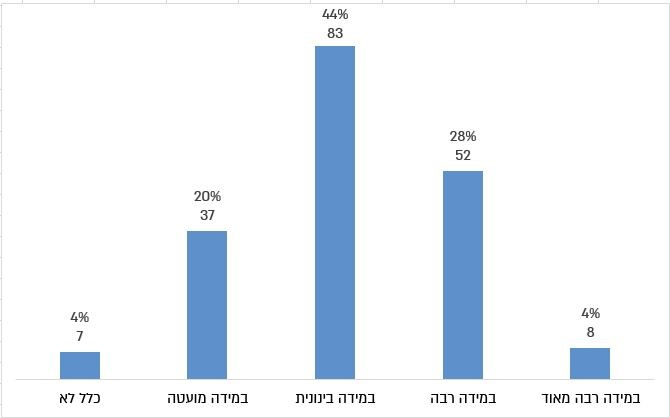 44%
83
28%
52
20%
37
4%
7
4%
8
כלל לא
במידה מועטה
במידה בינונית
במידה רבה
במידה רבה מאוד